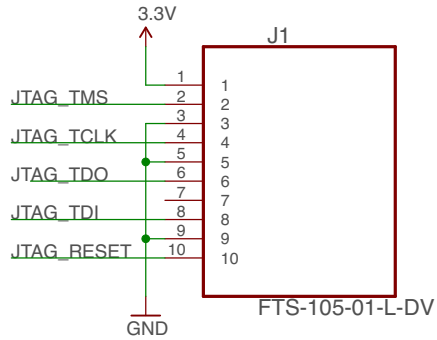 3.3V
J1
1 1
JTAG_TMS 2 2
3 3
JTAG_TCLK 4 4
5 5
JTAG_TDO 6 6
7 7
JTAG_TDI 8 8
9 9
JTAG_RESET 10 10
FTS-105-01-L-DV
GND